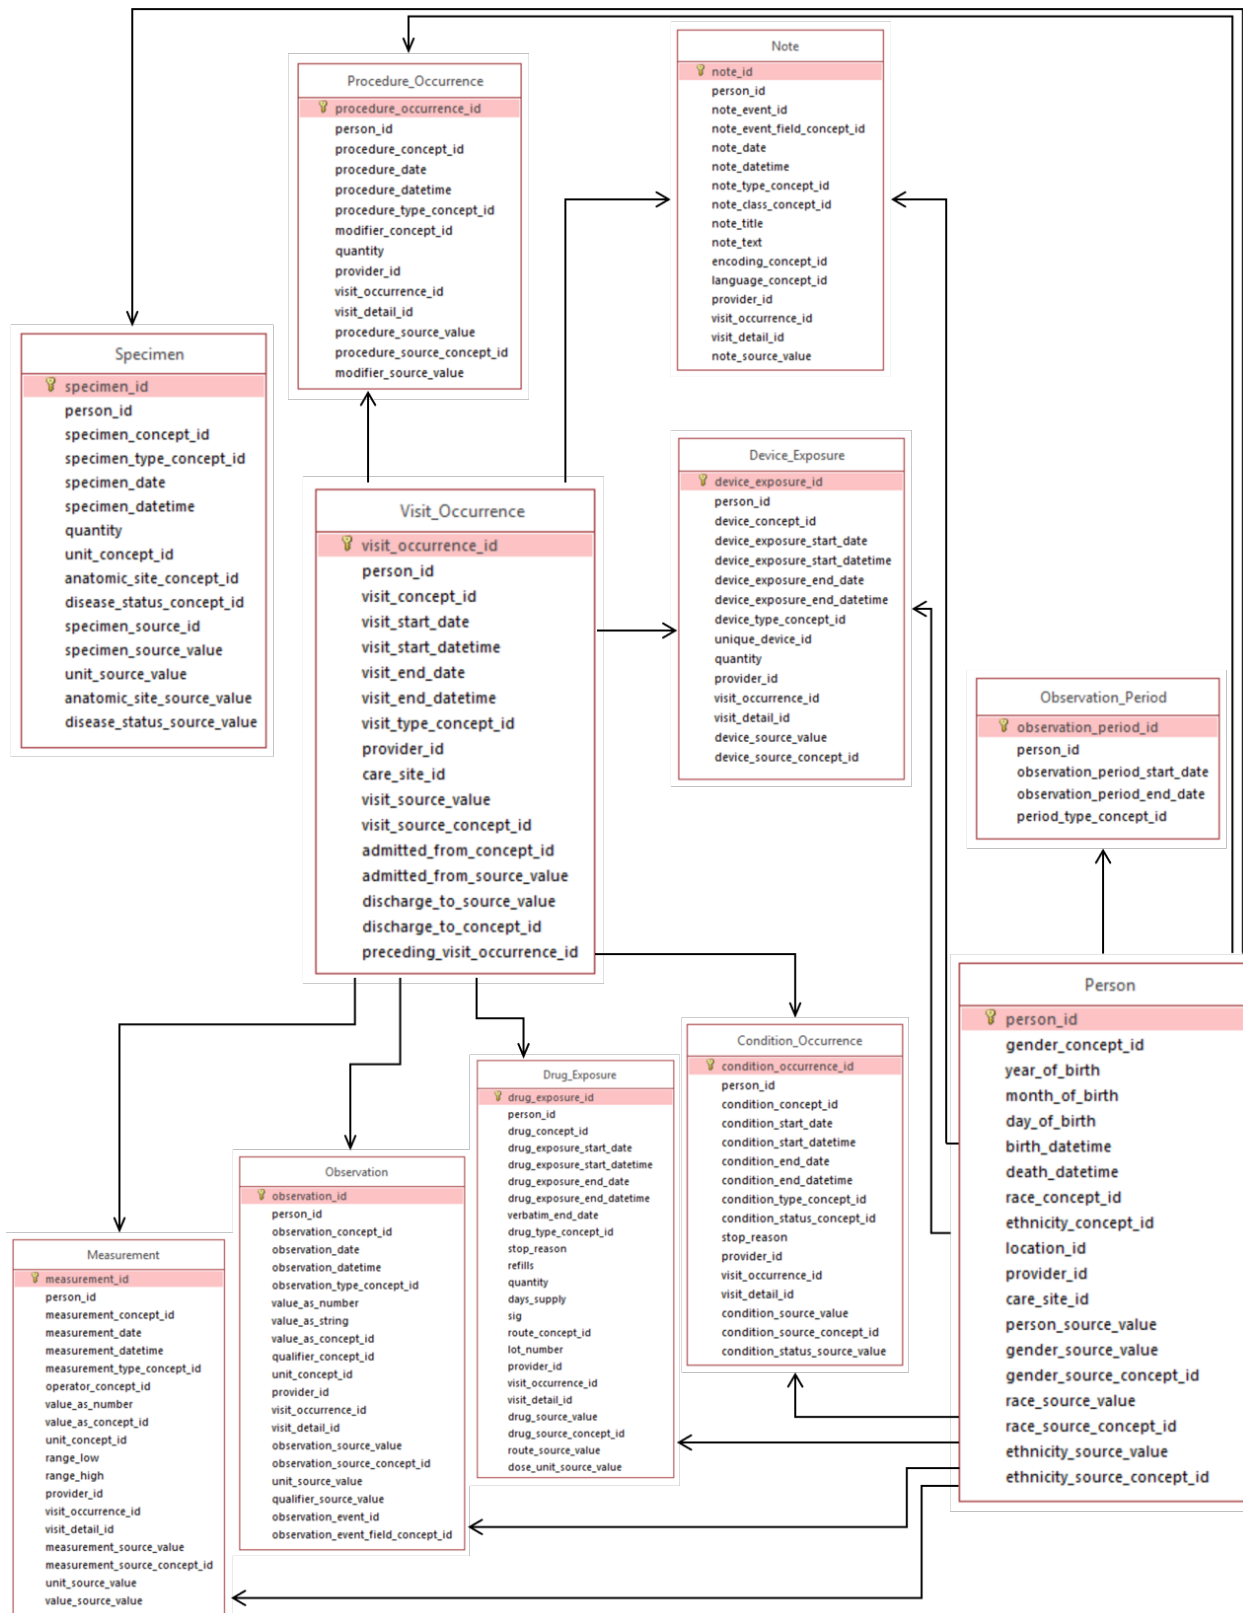 Procedure_Occurrence
procedure_occurrence_id
person_id
procedure_concept_id
procedure_date
procedure_datetime
procedure_type_concept_id
modifier_concept_id
quantity
provider_id
visit_occurrence_id
visit_detail_id
procedure_source_value
procedure_source_concept_id
modifier_source_value
Note
note_id
person_id
note_event_id
note_event_field_concept_id
note_date
note_datetime
note_type_concept_id
note_class_concept_id
note_title
note_text
encoding_concept_id
language_concept_id
provider_id
visit_occurrence_id
visit_detail_id
note_source_value
Specimen
specimen_id
person_id
specimen_concept_id
specimen_type_concept_id
specimen_date
specimen_datetime
quantity
unit_concept_id
anatomic_site_concept_id
disease_status_concept_id
specimen_source_id
specimen_source_value
unit_source_value
anatomic_site_source_value
disease_status_source_value
Visit_Occurrence
visit_occurrence_id
person_id
visit_concept_id
visit_start_date
visit_start_datetime
visit_end_date
visit_end_datetime
visit_type_concept_id
provider_id
care_site_id
visit_source_value
visit_source_concept_id
admitted_from_concept_id
admitted_from_source_value
discharge_to_source_value
discharge_to_concept_id
preceding_visit_occurrence_id
Device_Exposure
device_exposure_id
person_id
device_concept_id
device_exposure_start_date
device_exposure_start_datetime
device_exposure_end_date
device_exposure_end_datetime
device_type_concept_id
unique_device_id
quantity
provider_id
visit_occurrence_id
visit_detail_id
device_source_value
device_source_concept_id
Observation_Period
observation_period_id
person_id
observation_period_start_date
observation_period_end_date
period_type_concept_id
Person
person_id
gender_concept_id
year_of_birth
month_of_birth
day_of_birth
birth_datetime
death_datetime
race_concept_id
ethnicity_concept_id
location_id
provider_id
care_site_id
person_source_value
gender_source_value
gender_source_concept_id
race_source_value
race_source_concept_id
ethnicity_source_value
ethnicity_source_concept_id
Condition_Occurrence
condition_occurrence_id
person_id
condition_concept_id
condition_start_date
condition_start_datetime
condition_end_date
condition_end_datetime
condition_type_concept_id
condition_status_concept_id
stop_reason
provider_id
visit_occurrence_id
visit_detail_id
condition_source_value
condition_source_concept_id
condition_status_source_value
Drug_Exposure
drug_exposure_id
person_id
drug_concept_id
drug_exposure_start_date
drug_exposure_start_datetime
drug_exposure_end_date
drug_exposure_end_datetime
verbatim_end_date
drug_type_concept_id
stop_reason
refills
quantity
days_supply
sig
route_concept_id
lot_number
provider_id
visit_occurrence_id
visit_detail_id
drug_source_value
drug_source_concept_id
route_source_value
dose_unit_source_value
Observation
observation_id
person_id
observation_concept_id
observation_date
observation_datetime
observation_type_concept_id
value_as_number
value_as_string
value_as_concept_id
qualifier_concept_id
unit_concept_id
provider_id
visit_occurrence_id
visit_detail_id
observation_source_value
observation_source_concept_id
unit_source_value
qualifier_source_value
observation_event_id
observation_event_field_concept_id
Measurement
measurement_id
person_id
measurement_concept_id
measurement_date
measurement_datetime
measurement_type_concept_id
operator_concept_id
value_as_number
value_as_concept_id
unit_concept_id
range_low
range_high
provider_id
visit_occurrence_id
visit_detail_id
measurement_source_value
measurement_source_concept_id
unit_source_value
value_source_value